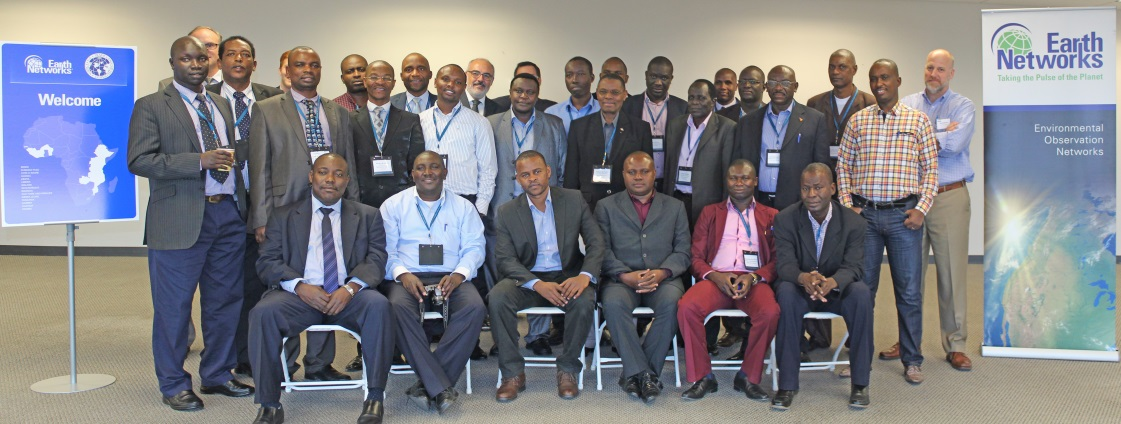 Earth
Networks
Welcome
Earth
Networks
Taking the Pulse of the Planet
Environmental
Observation
Networks